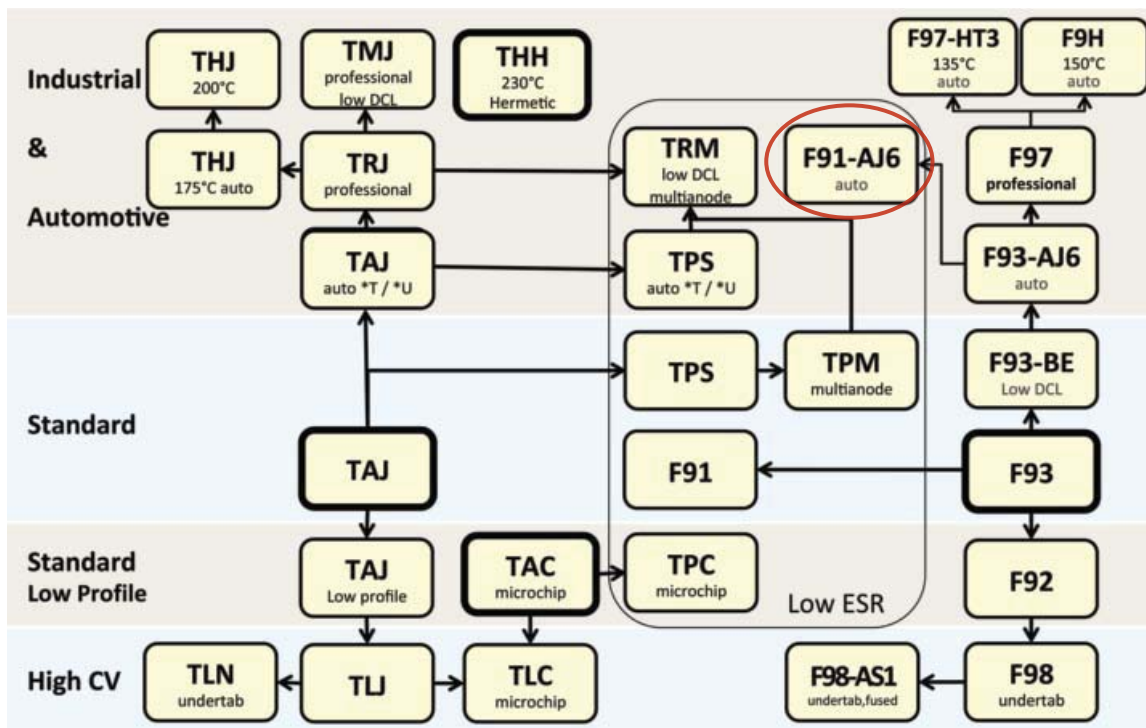 Industrial
&
Automotive
THJ
200°C
TMJ
professional
low DCL
THH
230°C
Hermetic
F97-HT3
135°C
auto
F9H
150°C
auto
THJ
175°C auto
TRJ
professional
TRM
low DCL
multianode
F91-AJ6
auto
F97
professional
TAJ
auto *T / *U
TPS
auto *T / *U
F93-AJ6
auto
Standard
TPS
TPM
multianode
F93-BE
Low DCL
TAJ
F91
F93
Standard
Low Profile
TAJ
Low profile
TAC
microchip
TPC
microchip
Low ESR
F92
High CV
TLN
undertab
TLJ
TLC
microchip
F98-AS1
undertab,fused
F98
undertab